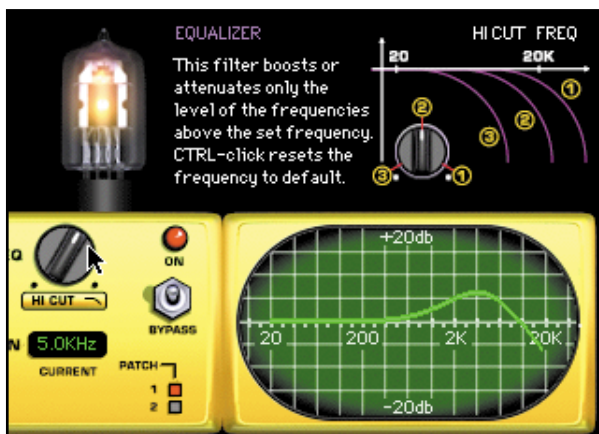 EQUALIZER
This filter boosts or
attenuates only the
level of the frequencies
above the set frequency.
CTRL-click resets the
frequency to default.
HI CUT FREQ
20 20K
1
2
3
2
3
1
Q
HI CUT
ON
BYPASS
N 5.0KHz
CURRENT
PATCH
1
2
+20db
20 200 2K 20K
-20db